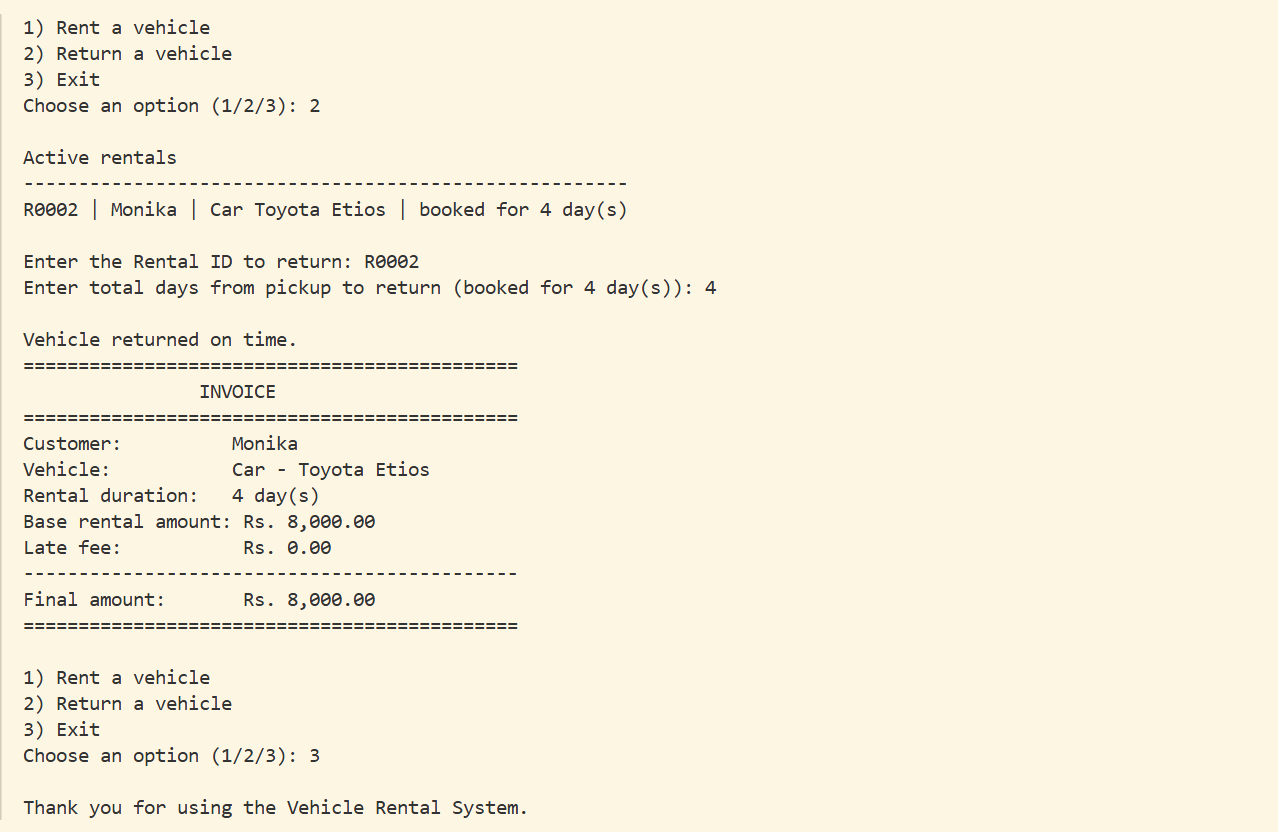 1) Rent a vehicle
2) Return a vehicle
3) Exit
Choose an option (1/2/3): 2
Active rentals
-------------------------------------------------------
R0002 | Monika | Car Toyota Etios | booked for 4 day(s)
Enter the Rental ID to return: R0002
Enter total days from pickup to return (booked for 4 day(s)): 4
Vehicle returned on time.
=============================================
                INVOICE
=============================================
Customer:          Monika
Vehicle:           Car - Toyota Etios
Rental duration:   4 day(s)
Base rental amount: Rs. 8,000.00
Late fee:           Rs. 0.00
---------------------------------------------
Final amount:       Rs. 8,000.00
=============================================
1) Rent a vehicle
2) Return a vehicle
3) Exit
Choose an option (1/2/3): 3
Thank you for using the Vehicle Rental System.